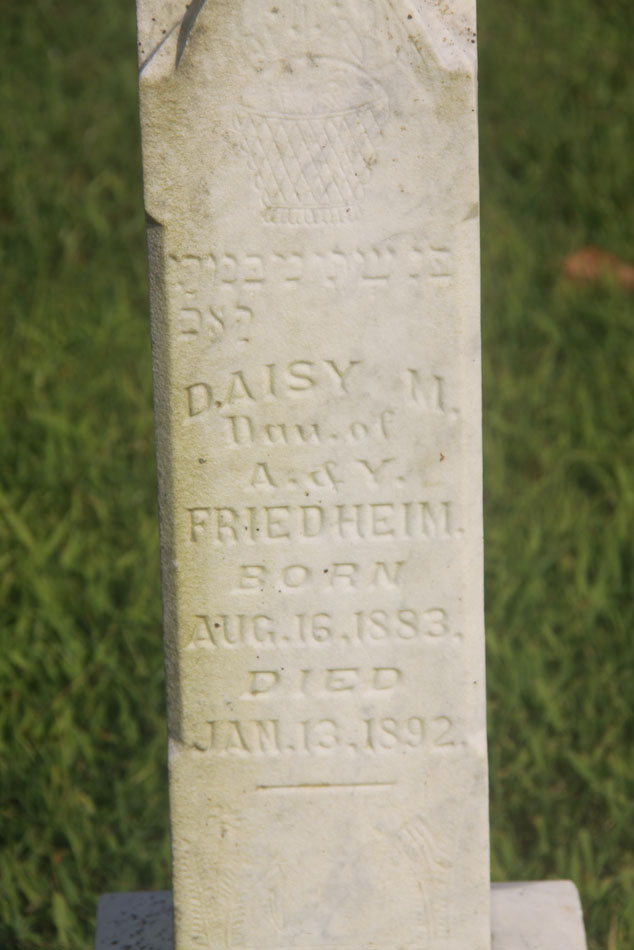 DAISY M.
Dau. of
A. & Y.
FRIEDHEIM.
BORN
AUG. 16, 1883,
DIED
JAN. 13, 1892.